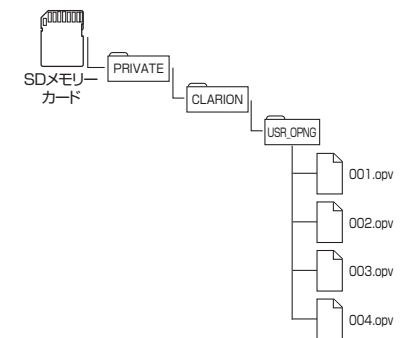 SDメモリー
カード
PRIVATE
CLARION
USR_OPNG
001.opv
002.opv
003.opv
004.opv